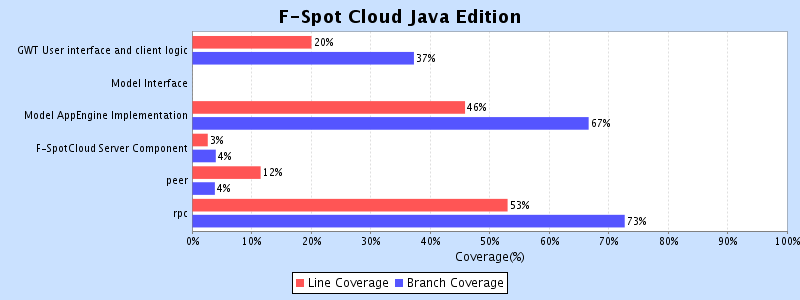 F-Spot Cloud Java Edition
GWT User interface and client logic
20%
37%
Model Interface
Model AppEngine Implementation
46%
67%
F-SpotCloud Server Component
3%
4%
peer
12%
4%
rpc
53%
73%
0% 10% 20% 30% 40% 50% 60% 70% 80% 90% 100%
Coverage(%)
Line Coverage Branch Coverage